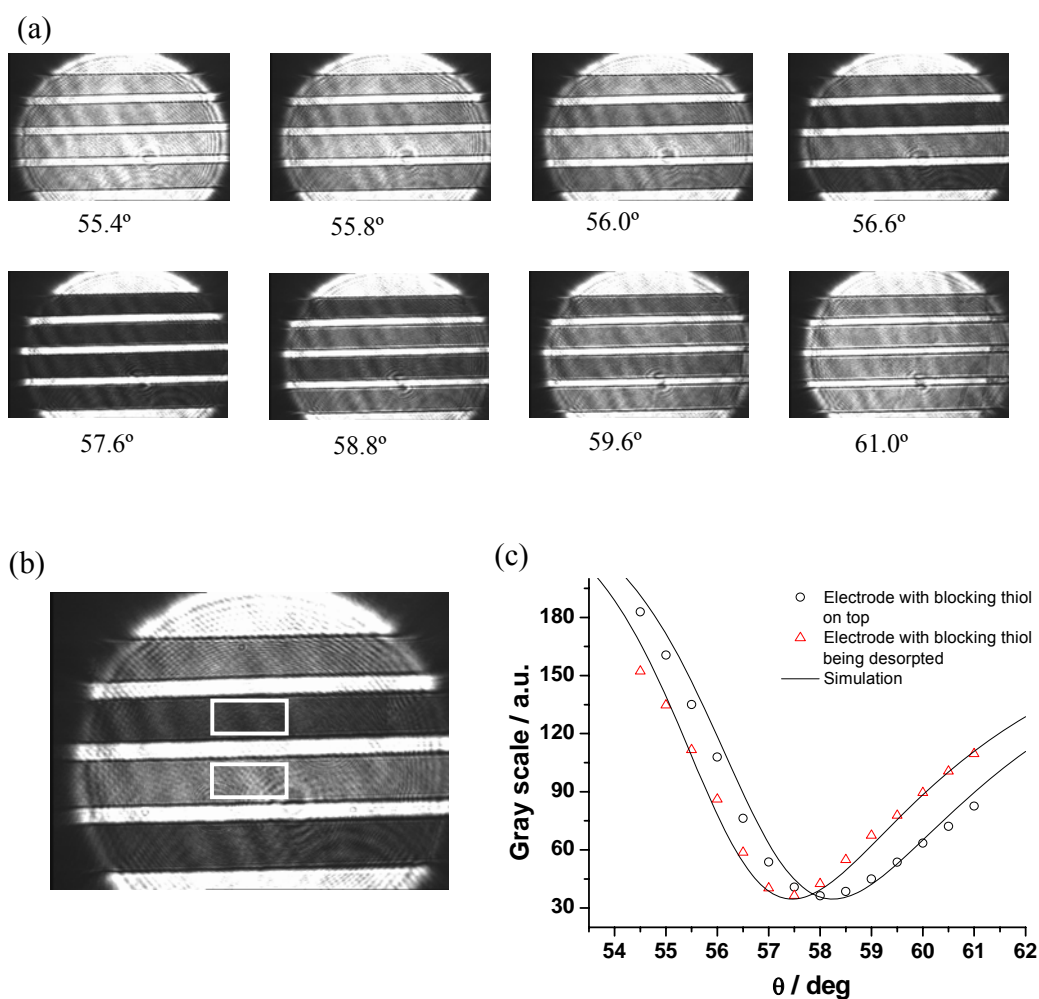 (a)
55.4º
55.8º
56.0º
56.6º
57.6º
58.8º
59.6º
61.0º
(b)
(c)
Gray scale / a.u.
180
150
120
90
60
30
Electrode with blocking thiol
on top
Electrode with blocking thiol
being desorpted
Simulation
54 55 56 57 58 59 60 61 62
θ / deg